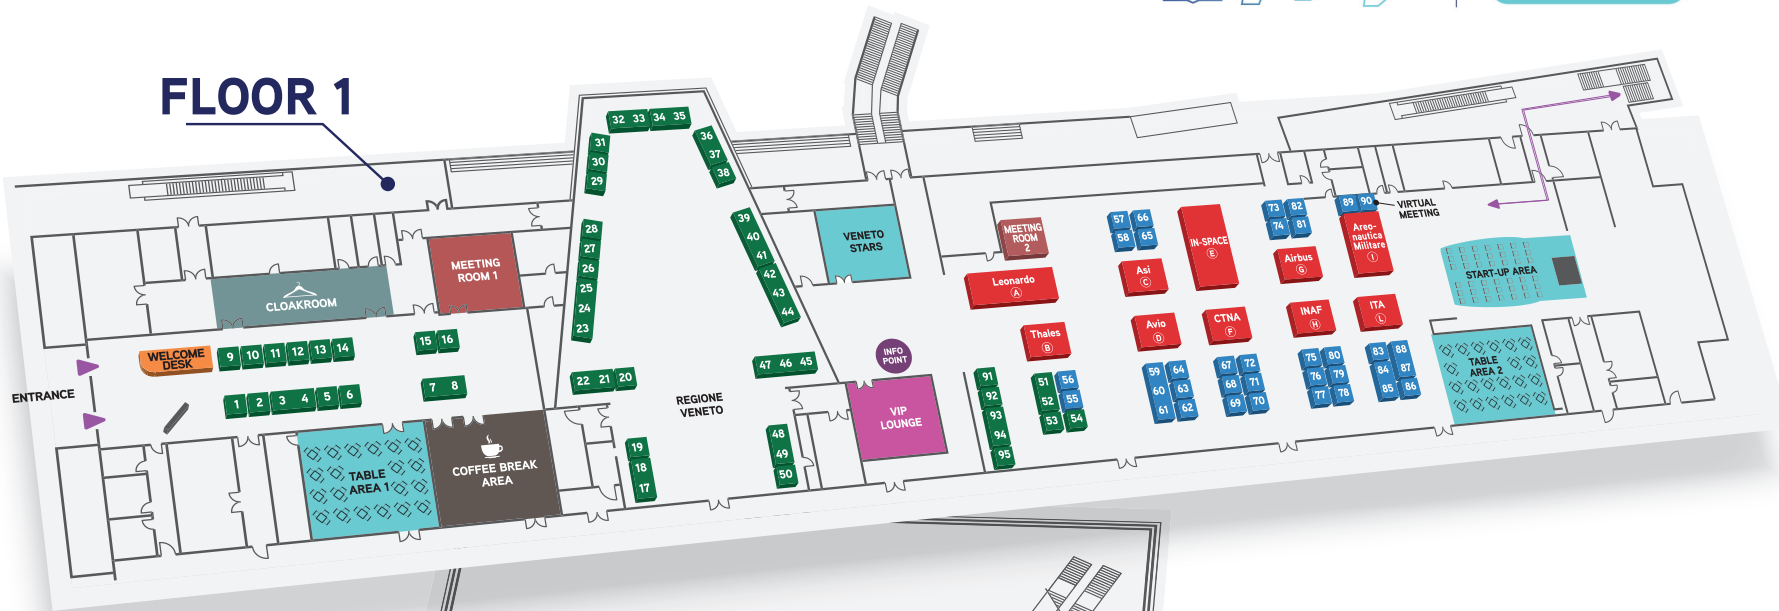 FLOOR 1
32 33 34 35
31
30
29
36
37
38
28
27
26
25
24
23
39
40
41
42
43
44
22 21 20
47 46 45
REGIONE
VENETO
19
18
17
48
49
50
MEETING
ROOM 1
CLOAKROOM
WELCOME
DESK
9 10 11 12 13 14
15 16
1 2 3 4 5 6
7 8
ENTRANCE
TABLE
AREA 1
COFFEE BREAK
AREA
VENETO
STARS
INFO
POINT
VIP
LOUNGE
MEETING
ROOM
2
Leonardo
A
Thales
B
91
92
93
94
95
51 56
52 55
53 54
57 66
58 65
Asi
C
Avio
D
59 64
60 63
61 62
IN-SPACE
E
CTNA
F
67 72
68 71
69 70
73 82
74 81
Airbus
G
INAF
H
75 80
76 79
77 78
89 90
VIRTUAL
MEETING
Areo-
nautica
Militare
I
ITA
L
83 88
84 87
85 86
START-UP AREA
TABLE
AREA 2